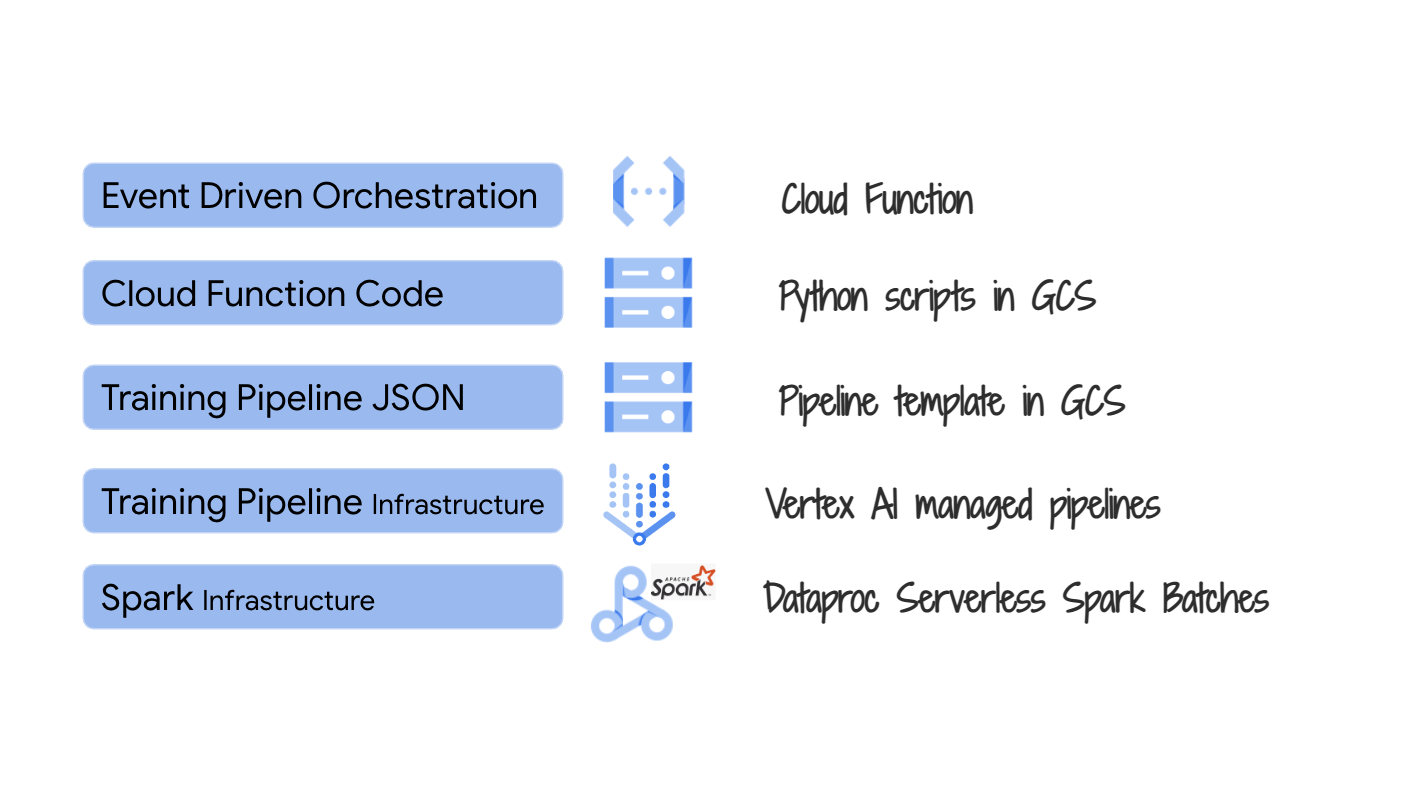 Event Driven Orchestration
Cloud Function
Cloud Function Code
Python scripts in GCS
Training Pipeline JSON
Pipeline template in GCS
Training Pipeline Infrastructure
Vertex AI managed pipelines
Spark Infrastructure
APACHE
Spark
Dataproc Serverless Spark Batches